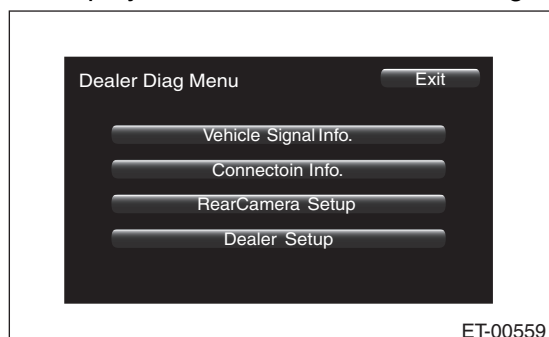 Dealer Diag Menu
Exit
Vehicle Signal Info.
Connectoin Info.
RearCamera Setup
Dealer Setup
ET-00559